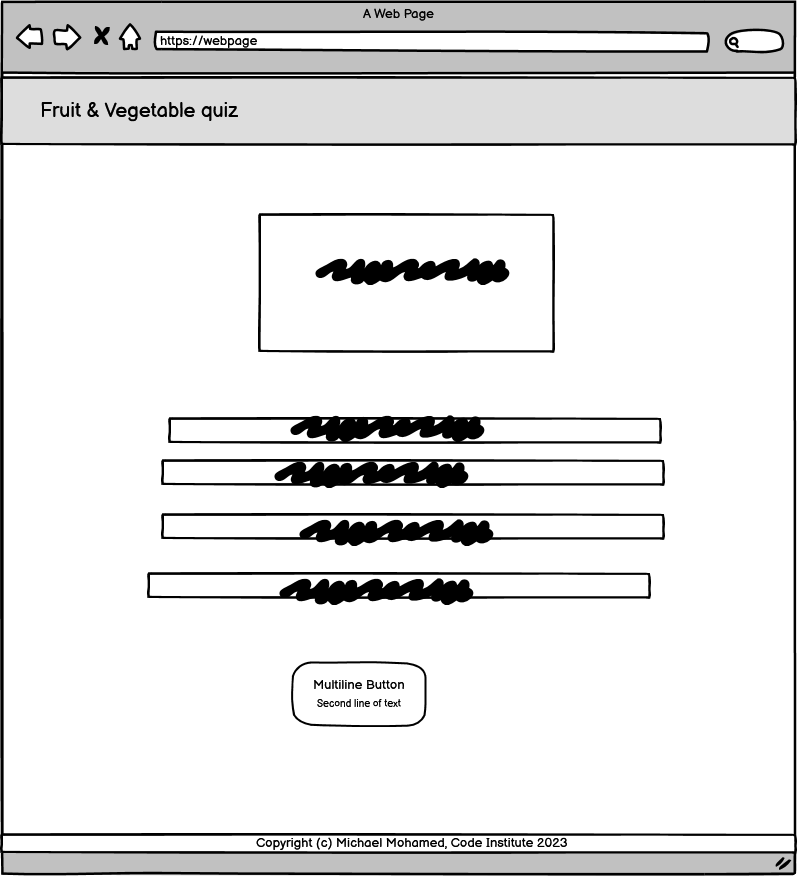 A Web Page
https://webpage
Fruit & Vegetable quiz
Multiline Button
Second line of text
Copyright (c) Michael Mohamed, Code Institute 2023